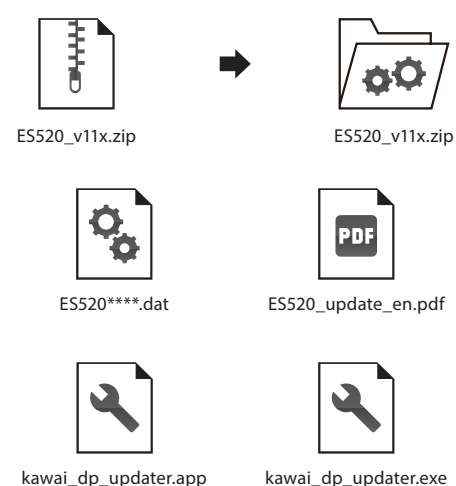 ES520_v11x.zip
ES520_v11x.zip
ES520****.dat
PDF
ES520_update_en.pdf
kawai_dp_updater.app
kawai_dp_updater.exe